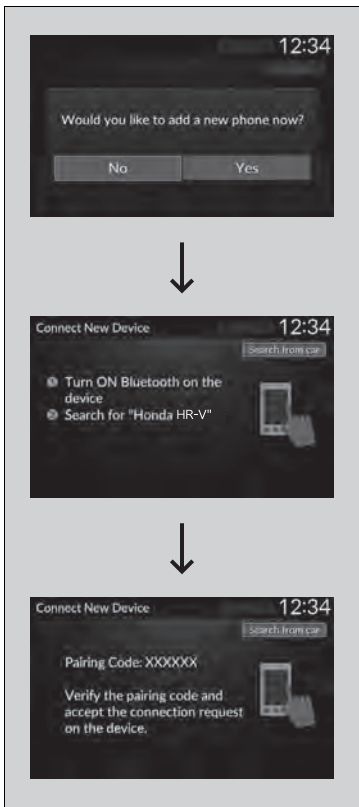 12:34
Would you like to add a new phone now?
No Yes
Connect New Device 12:34
Search from car
1 Turn ON Bluetooth on the
device
2 Search for "Honda HR-V"
Connect New Device 12:34
Search from car
Pairing Code: XXXXXX
Verify the pairing code and
accept the connection request
on the device.